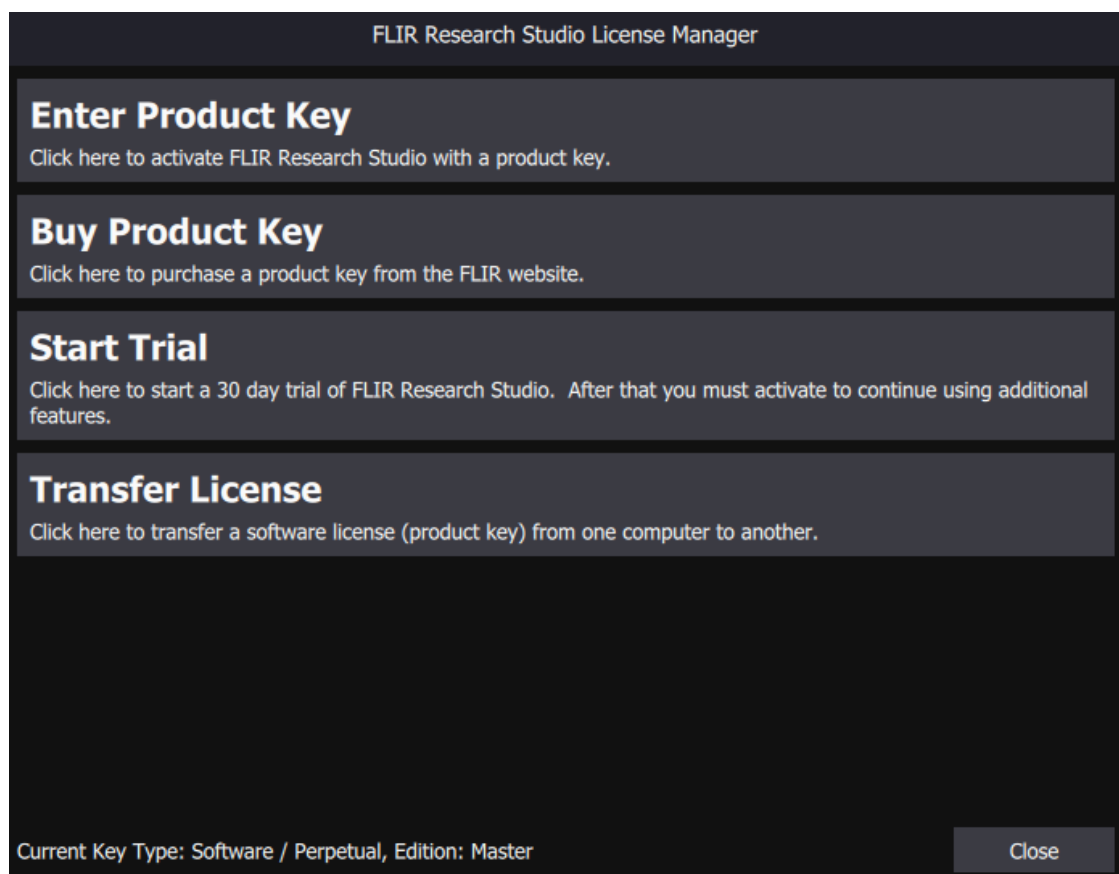 FLIR Research Studio License Manager
Enter Product Key
Click here to activate FLIR Research Studio with a product key.
Buy Product Key
Click here to purchase a product key from the FLIR website.
Start Trial
Click here to start a 30 day trial of FLIR Research Studio.  After that you must activate to continue using additional
features.
Transfer License
Click here to transfer a software license (product key) from one computer to another.
Current Key Type: Software / Perpetual, Edition: Master
Close